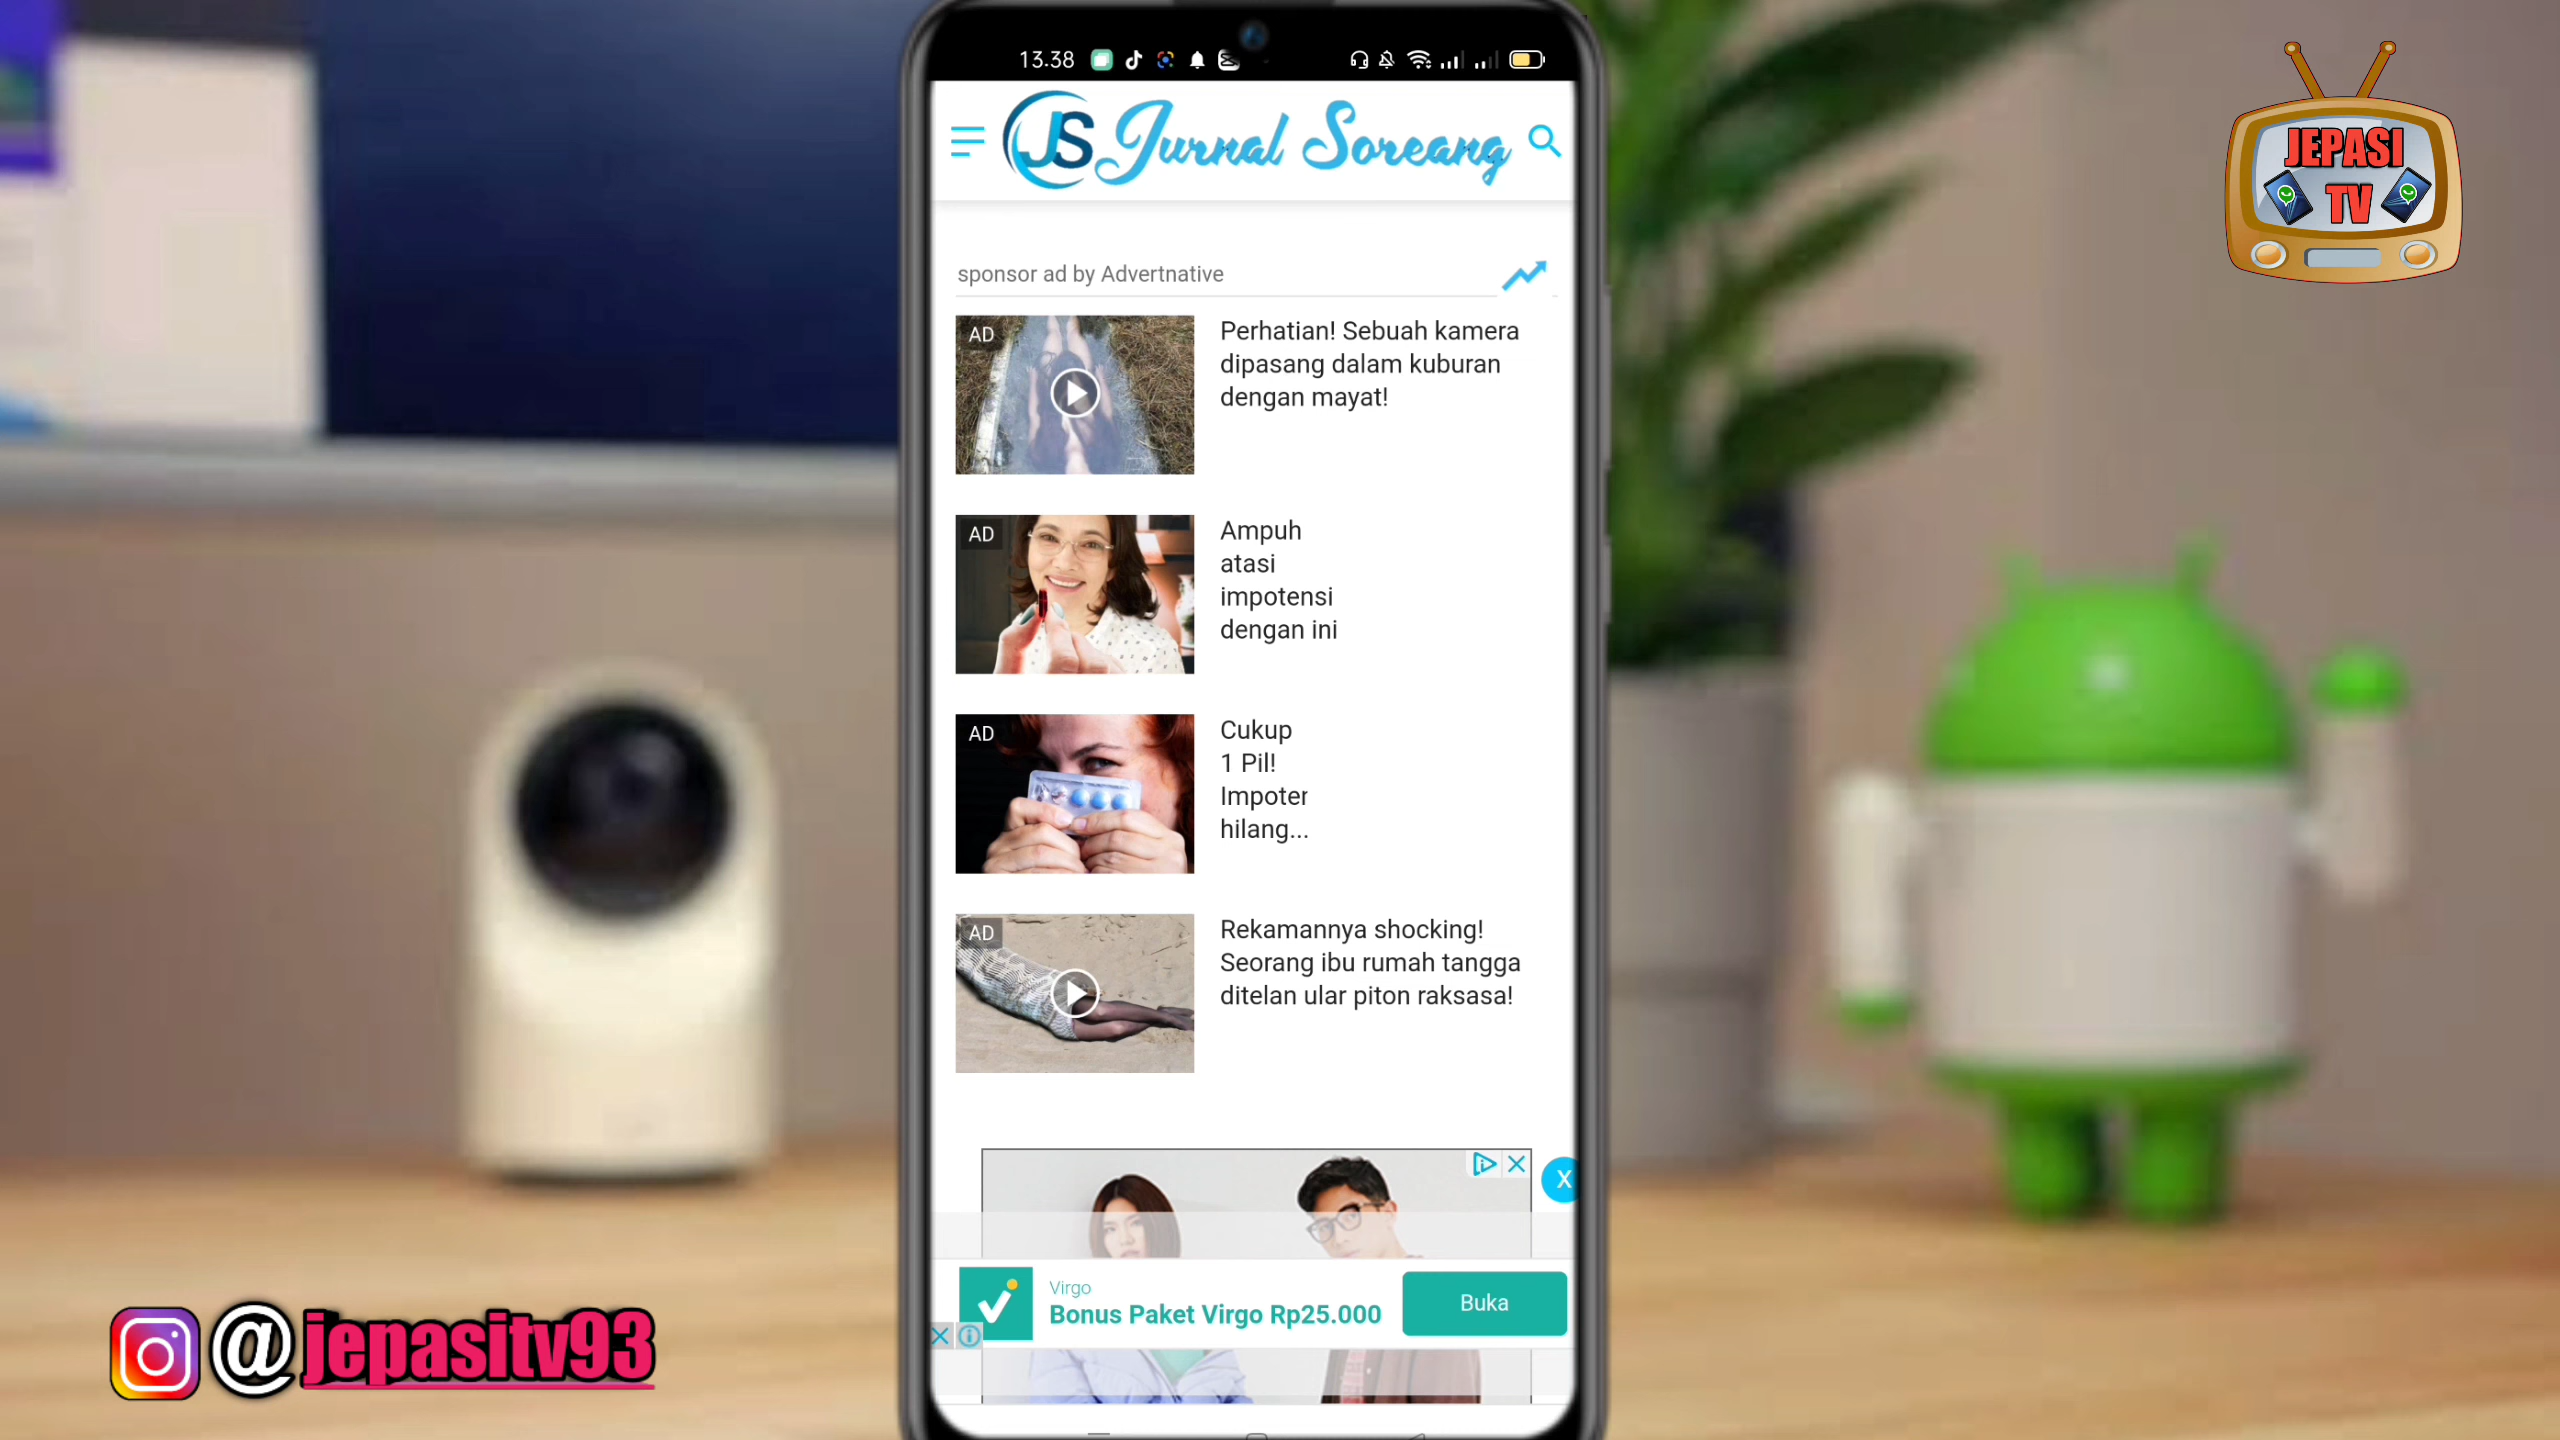 13.38
JS Jurnal Soreang
JEPASI
TV
sponsor ad by Advertnative
AD
Perhatian! Sebuah kamera
dipasang dalam kuburan
dengan mayat!
AD
Ampuh
atasi
impotensi
dengan ini
AD
Cukup
1 Pil!
Impoter
hilang...
AD
Rekamannya shocking!
Seorang ibu rumah tangga
ditelan ular piton raksasa!
X
Virgo
Bonus Paket Virgo Rp25.000
Buka
@jepasitv93